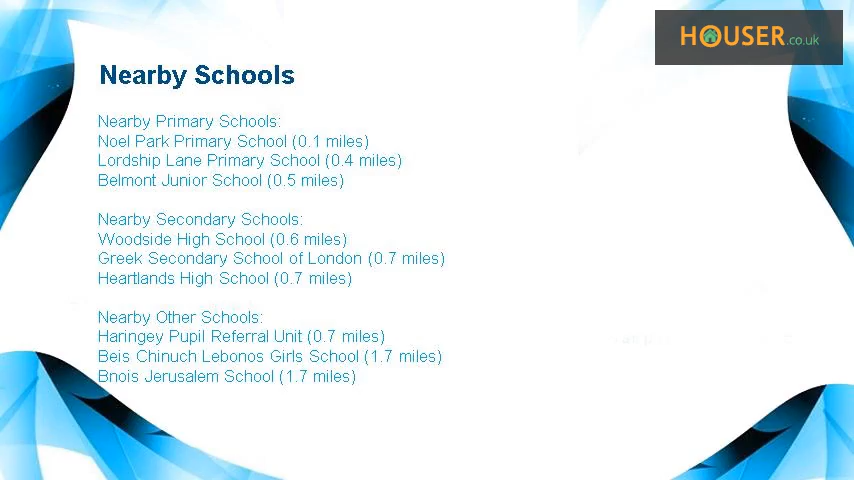 HOUSER.co.uk
Nearby Schools
Nearby Primary Schools:
Noel Park Primary School (0.1 miles)
Lordship Lane Primary School (0.4 miles)
Belmont Junior School (0.5 miles)
Nearby Secondary Schools:
Woodside High School (0.6 miles)
Greek Secondary School of London (0.7 miles)
Heartlands High School (0.7 miles)
Nearby Other Schools:
Haringey Pupil Referral Unit (0.7 miles)
Beis Chinuch Lebonos Girls School (1.7 miles)
Bnois Jerusalem School (1.7 miles)